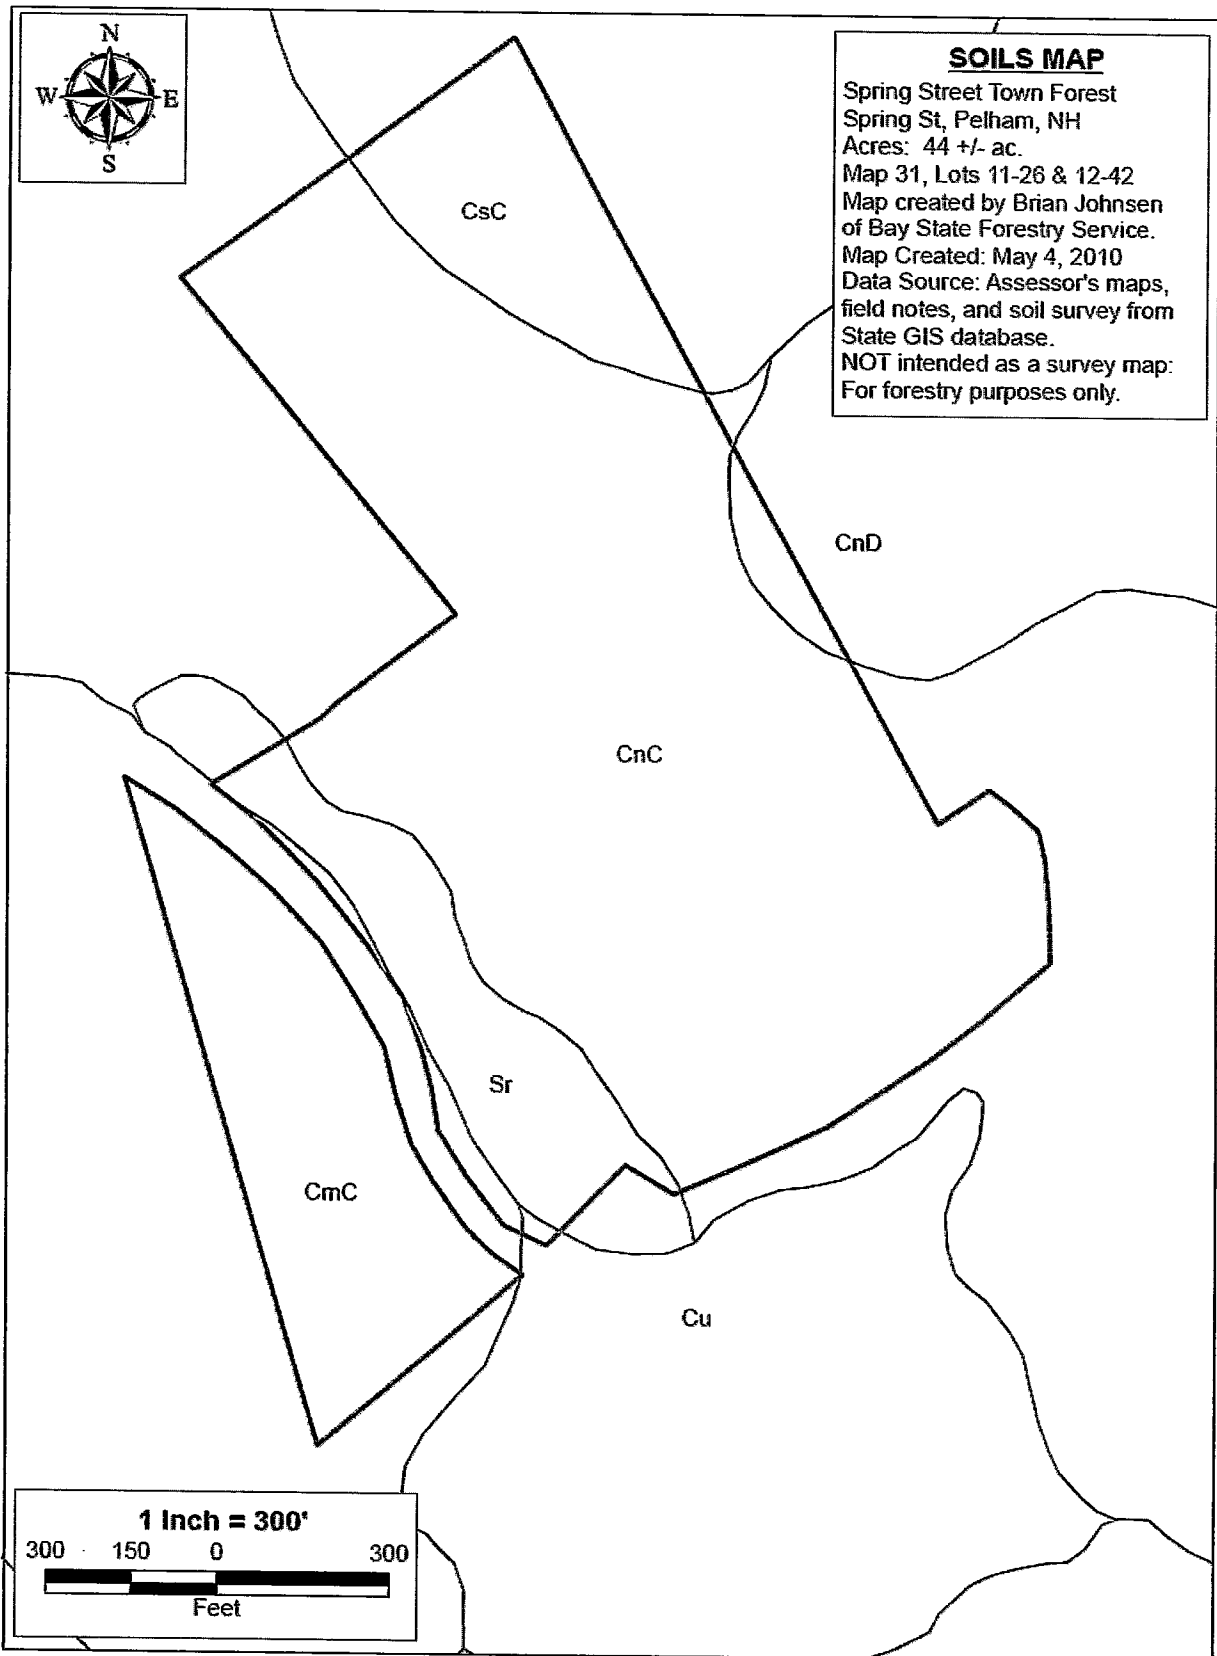 N
W E
S
SOILS MAP
Spring Street Town Forest
Spring St, Pelham, NH
Acres: 44 +/- ac.
Map 31, Lots 11-26 & 12-42
Map created by Brian Johnsen
of Bay State Forestry Service.
Map Created: May 4, 2010
Data Source: Assessor's maps,
field notes, and soil survey from
State GIS database.
NOT intended as a survey map:
For forestry purposes only.
CsC
CnD
CnC
Sr
CmC
Cu
1 Inch = 300'
300 150 0 300
Feet